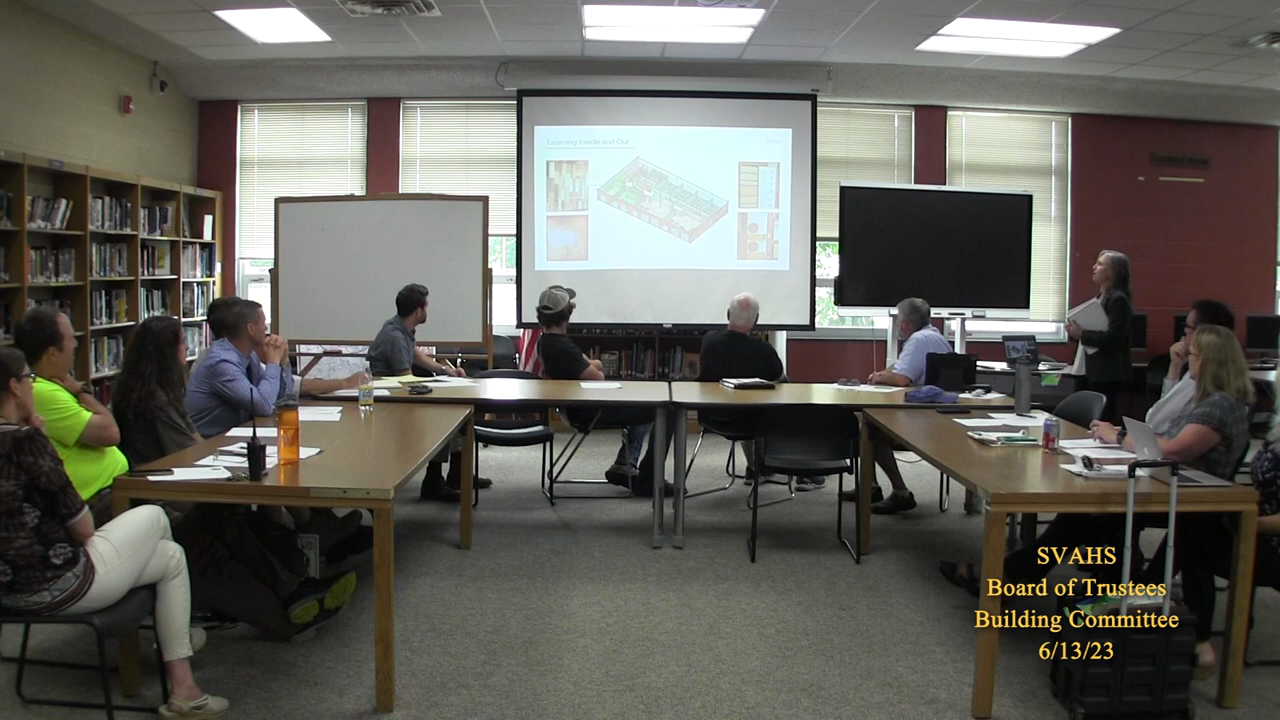 Learning Inside and Out
SVAHS
Board of Trustees
Building Committee
6/13/23